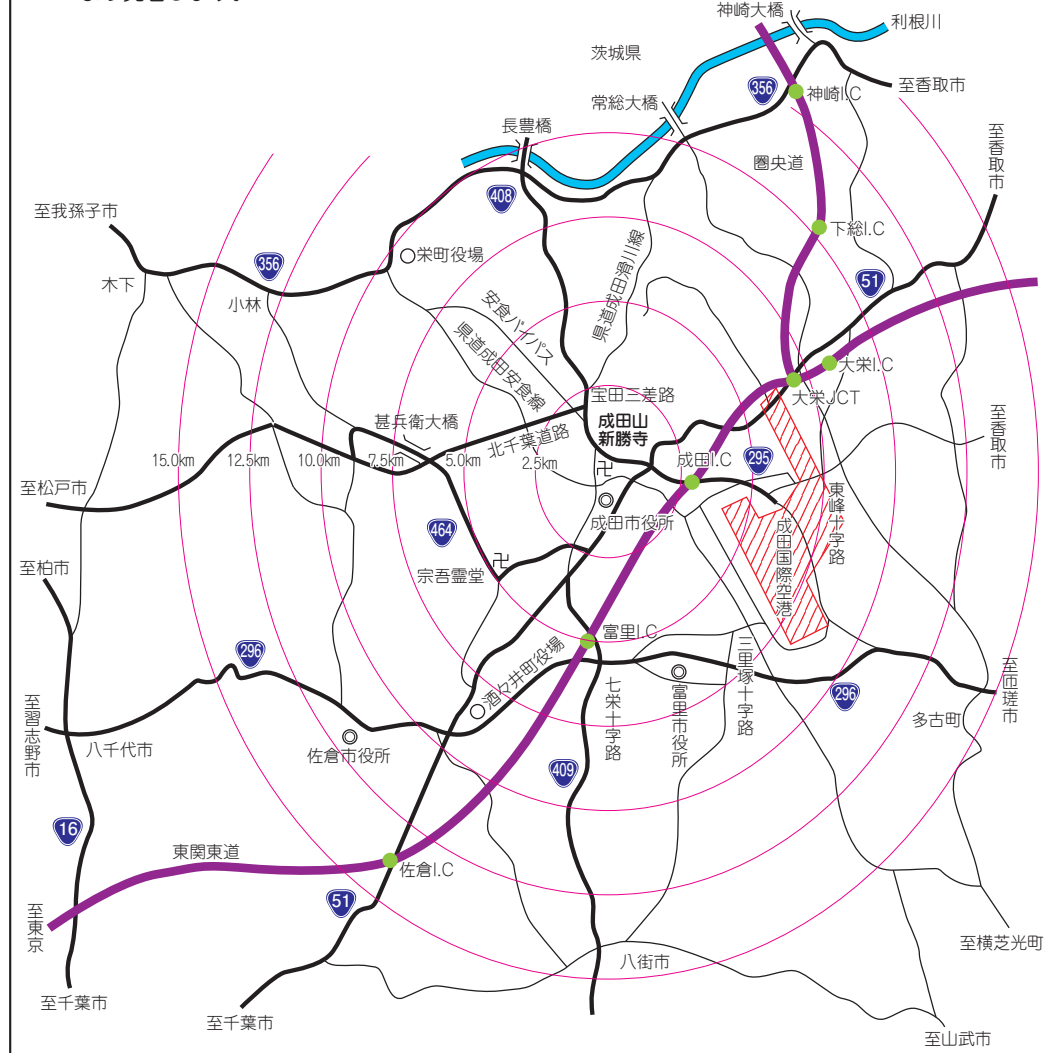 神崎大橋
利根川
茨城県
356
神崎I.C
至香取市
常総大橋
長豊橋
圏央道
至香取市
408
至我孫子市
県道成田滑川線
下総I.C
栄町役場
356
51
木下
小林
安食バイパス
県道成田安食線
大栄I.C
大栄JCT
宝田三差路
成田山
新勝寺
甚兵衛大橋
北千葉道路
至香取市
15.0km
12.5km
10.0km
7.5km
5.0km
2.5km
成田I.C
295
卍
至松戸市
成田市役所
東峰十字路
成田国際空港
464
卍
宗吾霊堂
至柏市
富里I.C
296
酒々井町役場
三里塚十字路
至匝瑳市
七栄十字路
富里市役所
296
多古町
至習志野市
八千代市
佐倉市役所
409
16
東関東道
佐倉I.C
51
至東京
八街市
至横芝光町
至千葉市
至千葉市
至山武市